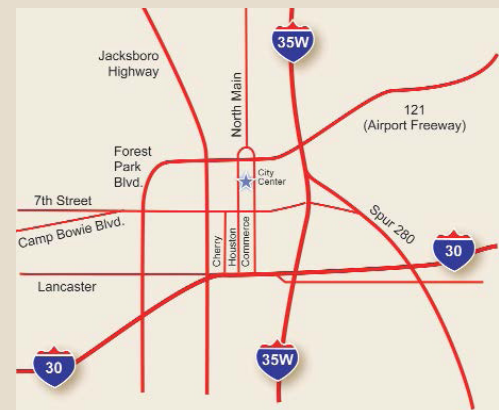 35W
Jacksboro
Highway
North Main
121
(Airport Freeway)
Forest
Park
Blvd.
City
Center
7th Street
Camp Bowie Blvd.
Cherry
Houston
Commerce
Spur 280
30
Lancaster
35W
30